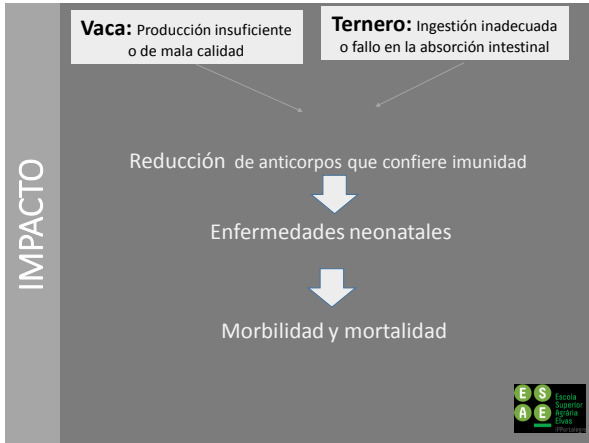 Vaca: Producción insuficiente
o de mala calidad
Ternero: Ingestión inadecuada
o fallo en la absorción intestinal
IMPACTO
Reducción de anticorpos que confiere imunidad
Enfermedades neonatales
Morbilidad y mortalidad
E S Escola
Superior
A E Agrária
Elvas
IPPortalegre